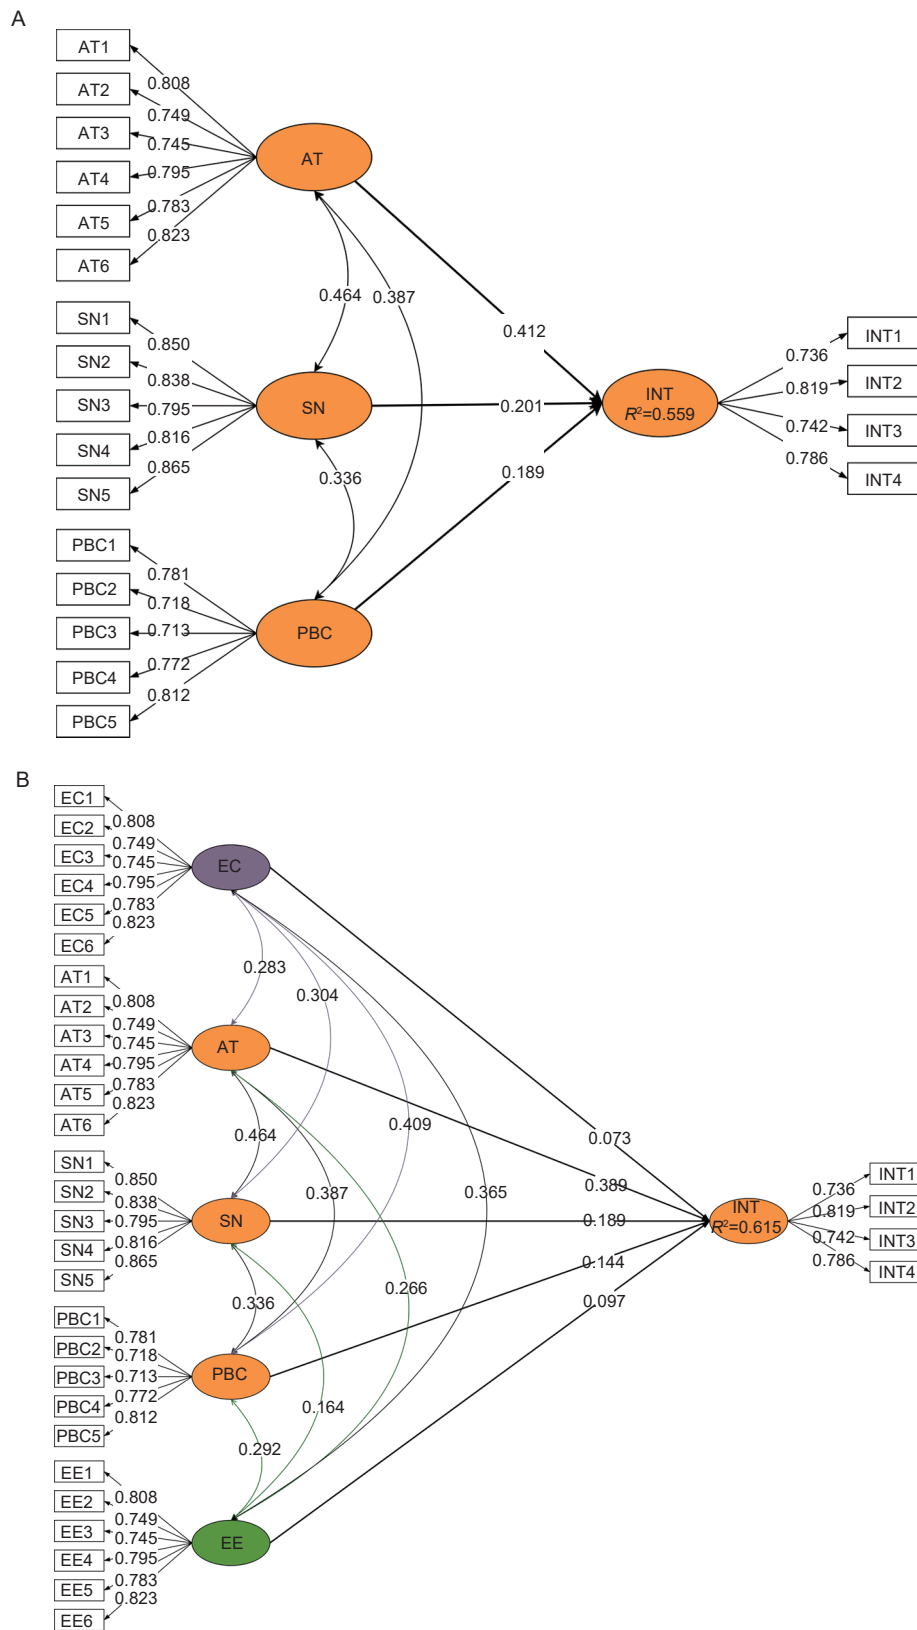 A
AT1
AT2
AT3
AT4
AT5
AT6
0.808
0.749
0.745
0.795
0.783
0.823
AT
SN1
SN2
SN3
SN4
SN5
0.850
0.838
0.795
0.816
0.865
SN
PBC1
PBC2
PBC3
PBC4
PBC5
0.781
0.718
0.713
0.772
0.812
PBC
0.464
0.387
0.336
0.412
0.201
0.189
INT
R²=0.559
0.736
0.819
0.742
0.786
INT1
INT2
INT3
INT4
B
EC1
EC2
EC3
EC4
EC5
EC6
0.808
0.749
0.745
0.795
0.783
0.823
EC
AT1
AT2
AT3
AT4
AT5
AT6
0.808
0.749
0.745
0.795
0.783
0.823
AT
SN1
SN2
SN3
SN4
SN5
0.850
0.838
0.795
0.816
0.865
SN
PBC1
PBC2
PBC3
PBC4
PBC5
0.781
0.718
0.713
0.772
0.812
PBC
EE1
EE2
EE3
EE4
EE5
EE6
0.808
0.749
0.745
0.795
0.783
0.823
EE
0.283
0.304
0.409
0.365
0.464
0.387
0.266
0.336
0.164
0.292
0.073
0.389
0.189
0.144
0.097
INT
R²=0.615
0.736
0.819
0.742
0.786
INT1
INT2
INT3
INT4